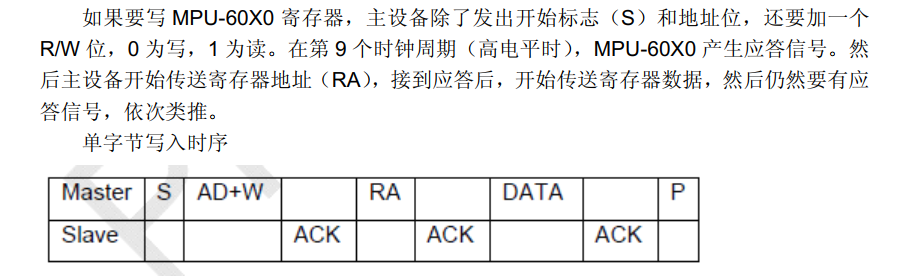 如果要写 MPU-60X0 寄存器，主设备除了发出开始标志（S）和地址位，还要加一个
R/W 位，0 为写，1 为读。在第 9 个时钟周期（高电平时），MPU-60X0 产生应答信号。然
后主设备开始传送寄存器地址（RA），接到应答后，开始传送寄存器数据，然后仍然要有应
答信号，依次类推。
单字节写入时序
Master S AD+W RA DATA P
Slave ACK ACK ACK